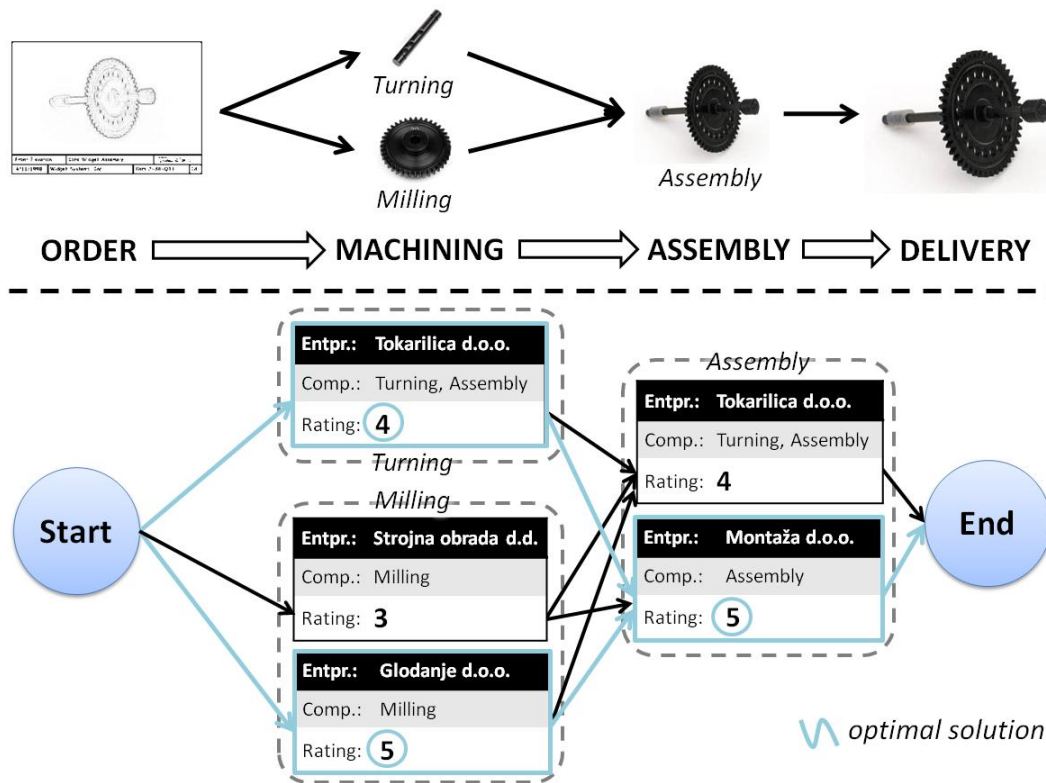 Turning
Milling
Assembly
ORDER
MACHINING
ASSEMBLY
DELIVERY
Entpr.: Tokarilica d.o.o.
Comp.: Turning, Assembly
Rating: 4
Turning
Milling
Entpr.: Strojna obrada d.d.
Comp.: Milling
Rating: 3
Entpr.: Glodanje d.o.o.
Comp.: Milling
Rating: 5
Assembly
Entpr.: Tokarilica d.o.o.
Comp.: Turning, Assembly
Rating: 4
Entpr.: Montaža d.o.o.
Comp.: Assembly
Rating: 5
Start
End
optimal solution